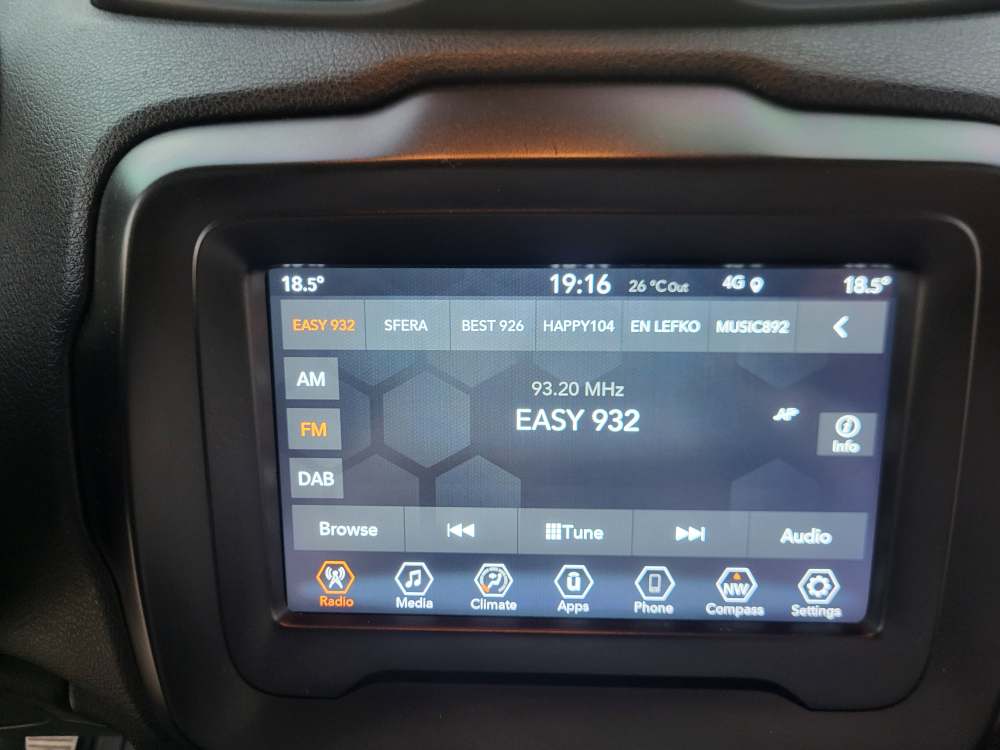 18.5° 19:16 26 °C Out 4G 18.5°
EASY 932 SFERA BEST 926 HAPPY104 EN LEFKO MUSIC892
AM
93.20 MHz
EASY 932
AF
FM
Info
DAB
Browse Tune Audio
NW
Radio Media Climate Apps Phone Compass Settings